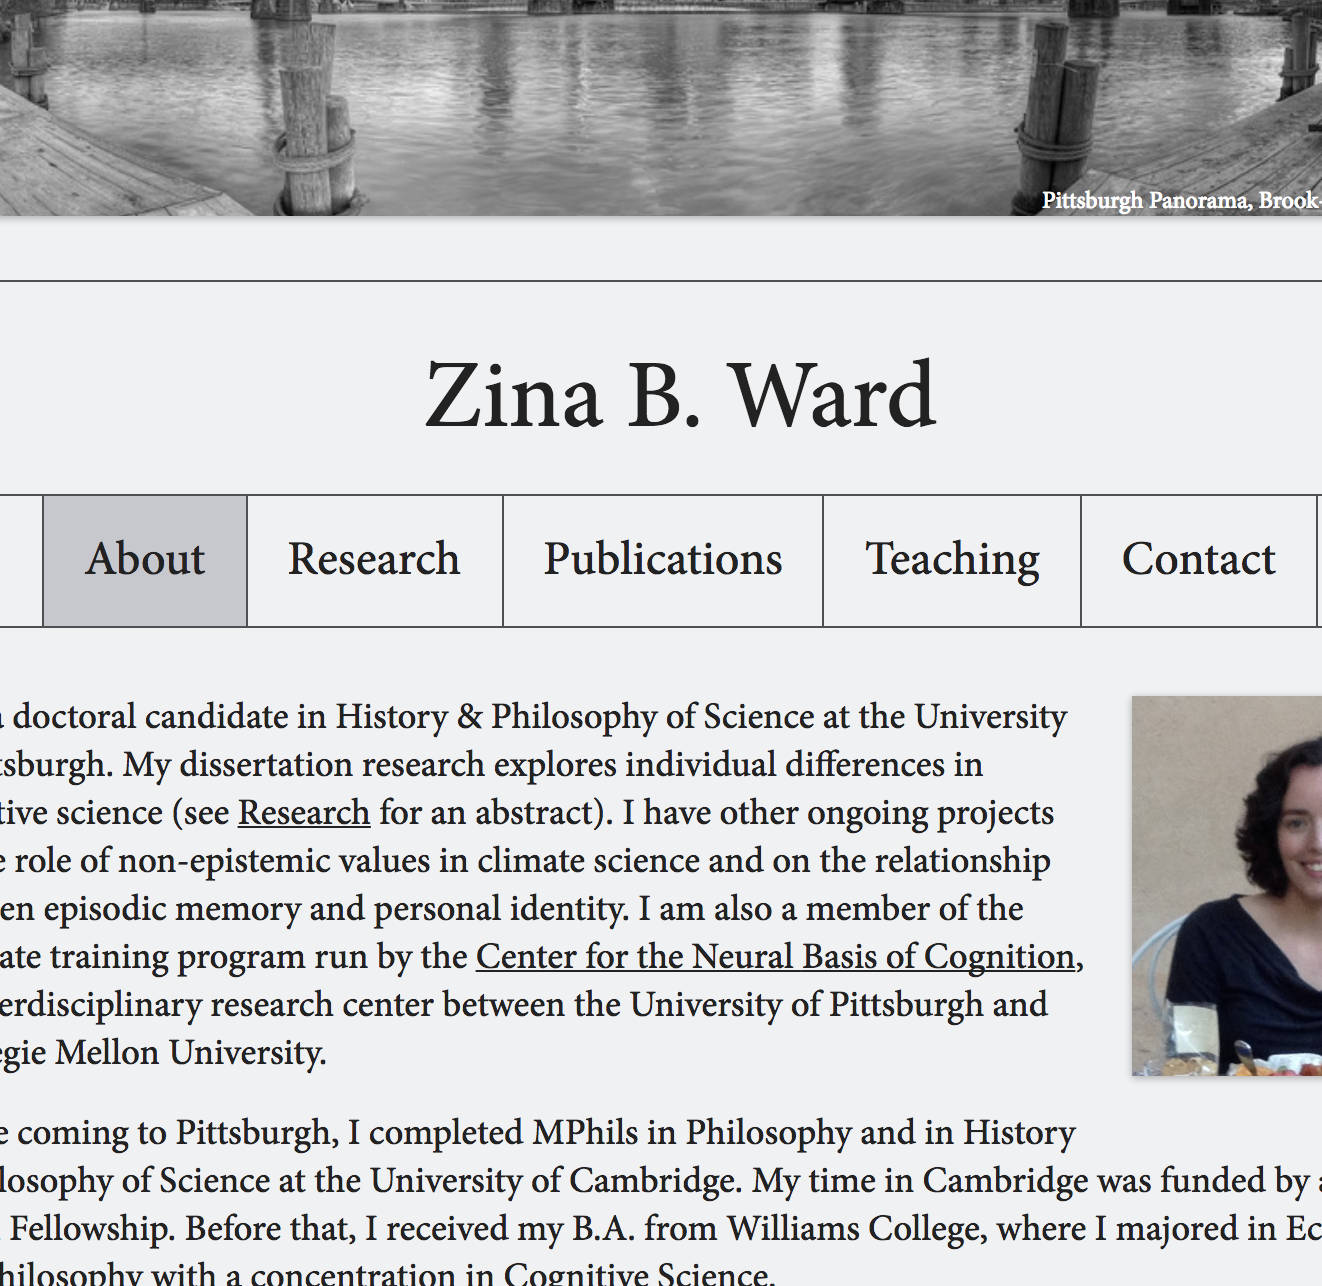 Pittsburgh Panorama, Brook-
Zina B. Ward
About Research Publications Teaching Contact
a doctoral candidate in History & Philosophy of Science at the University
tsburgh. My dissertation research explores individual differences in
tive science (see Research for an abstract). I have other ongoing projects
e role of non-epistemic values in climate science and on the relationship
en episodic memory and personal identity. I am also a member of the
ate training program run by the Center for the Neural Basis of Cognition,
erdisciplinary research center between the University of Pittsburgh and
egie Mellon University.
e coming to Pittsburgh, I completed MPhils in Philosophy and in History
losophy of Science at the University of Cambridge. My time in Cambridge was funded by a
Fellowship. Before that, I received my B.A. from Williams College, where I majored in Ec
hilosophy with a concentration in Cognitive Science.